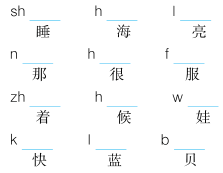 sh h l
睡 海 亮
n h f
那 很 服
zh h w
着 候 娃
k l b
快 蓝 贝